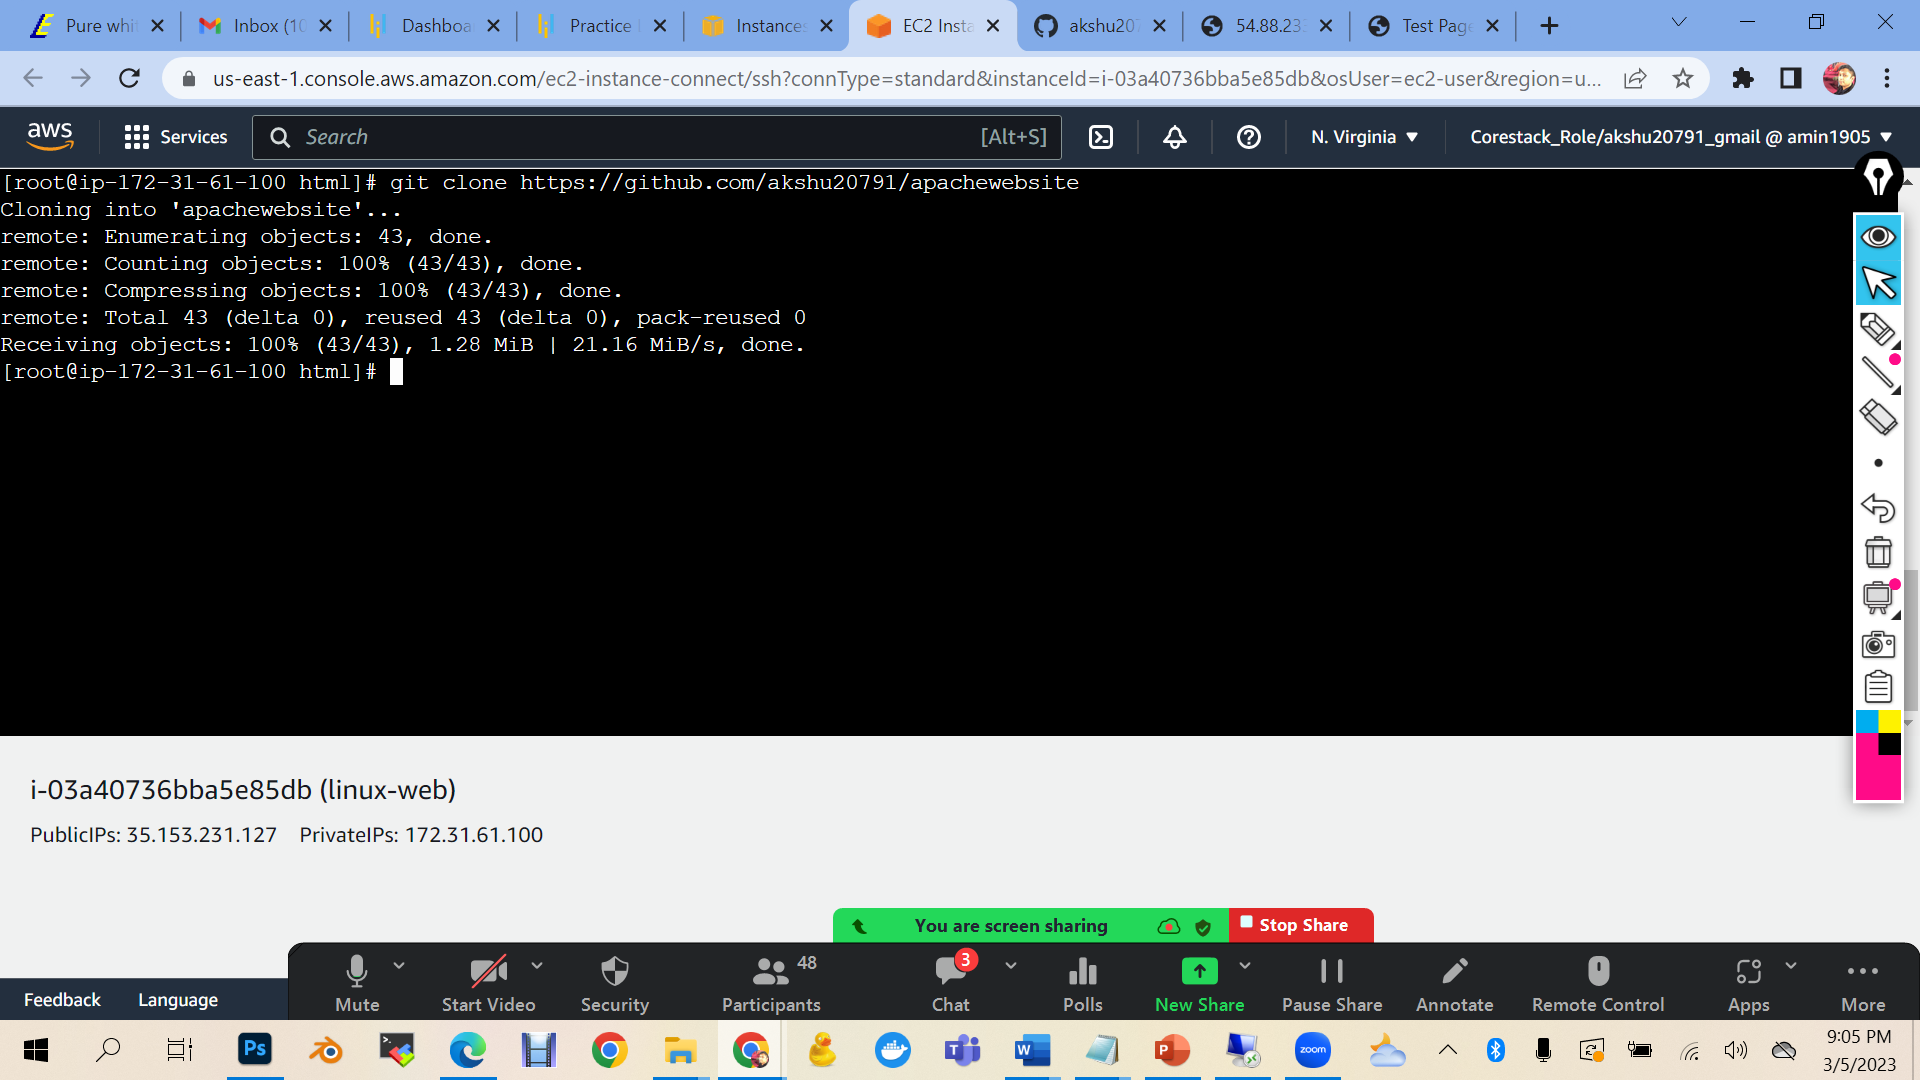 Pure whi
Inbox (10
Dashboa
Practice
Instances
EC2 Insta
akshu207
54.88.233
Test Page
us-east-1.console.aws.amazon.com/ec2-instance-connect/ssh?connType=standard&instanceId=i-03a40736bba5e85db&osUser=ec2-user&region=u...
aws
Services
Search
[Alt+S]
N. Virginia
Corestack_Role/akshu20791_gmail @ amin1905
[root@ip-172-31-61-100 html]# git clone https://github.com/akshu20791/apachewebsite
Cloning into 'apachewebsite'...
remote: Enumerating objects: 43, done.
remote: Counting objects: 100% (43/43), done.
remote: Compressing objects: 100% (43/43), done.
remote: Total 43 (delta 0), reused 43 (delta 0), pack-reused 0
Receiving objects: 100% (43/43), 1.28 MiB | 21.16 MiB/s, done.
[root@ip-172-31-61-100 html]#
i-03a40736bba5e85db (linux-web)
PublicIPs: 35.153.231.127 PrivateIPs: 172.31.61.100
You are screen sharing
Stop Share
Feedback
Language
Mute
Start Video
Security
48
Participants
3
Chat
Polls
New Share
Pause Share
Annotate
Remote Control
Apps
More
Ps
W
P
zoom
9:05 PM
3/5/2023